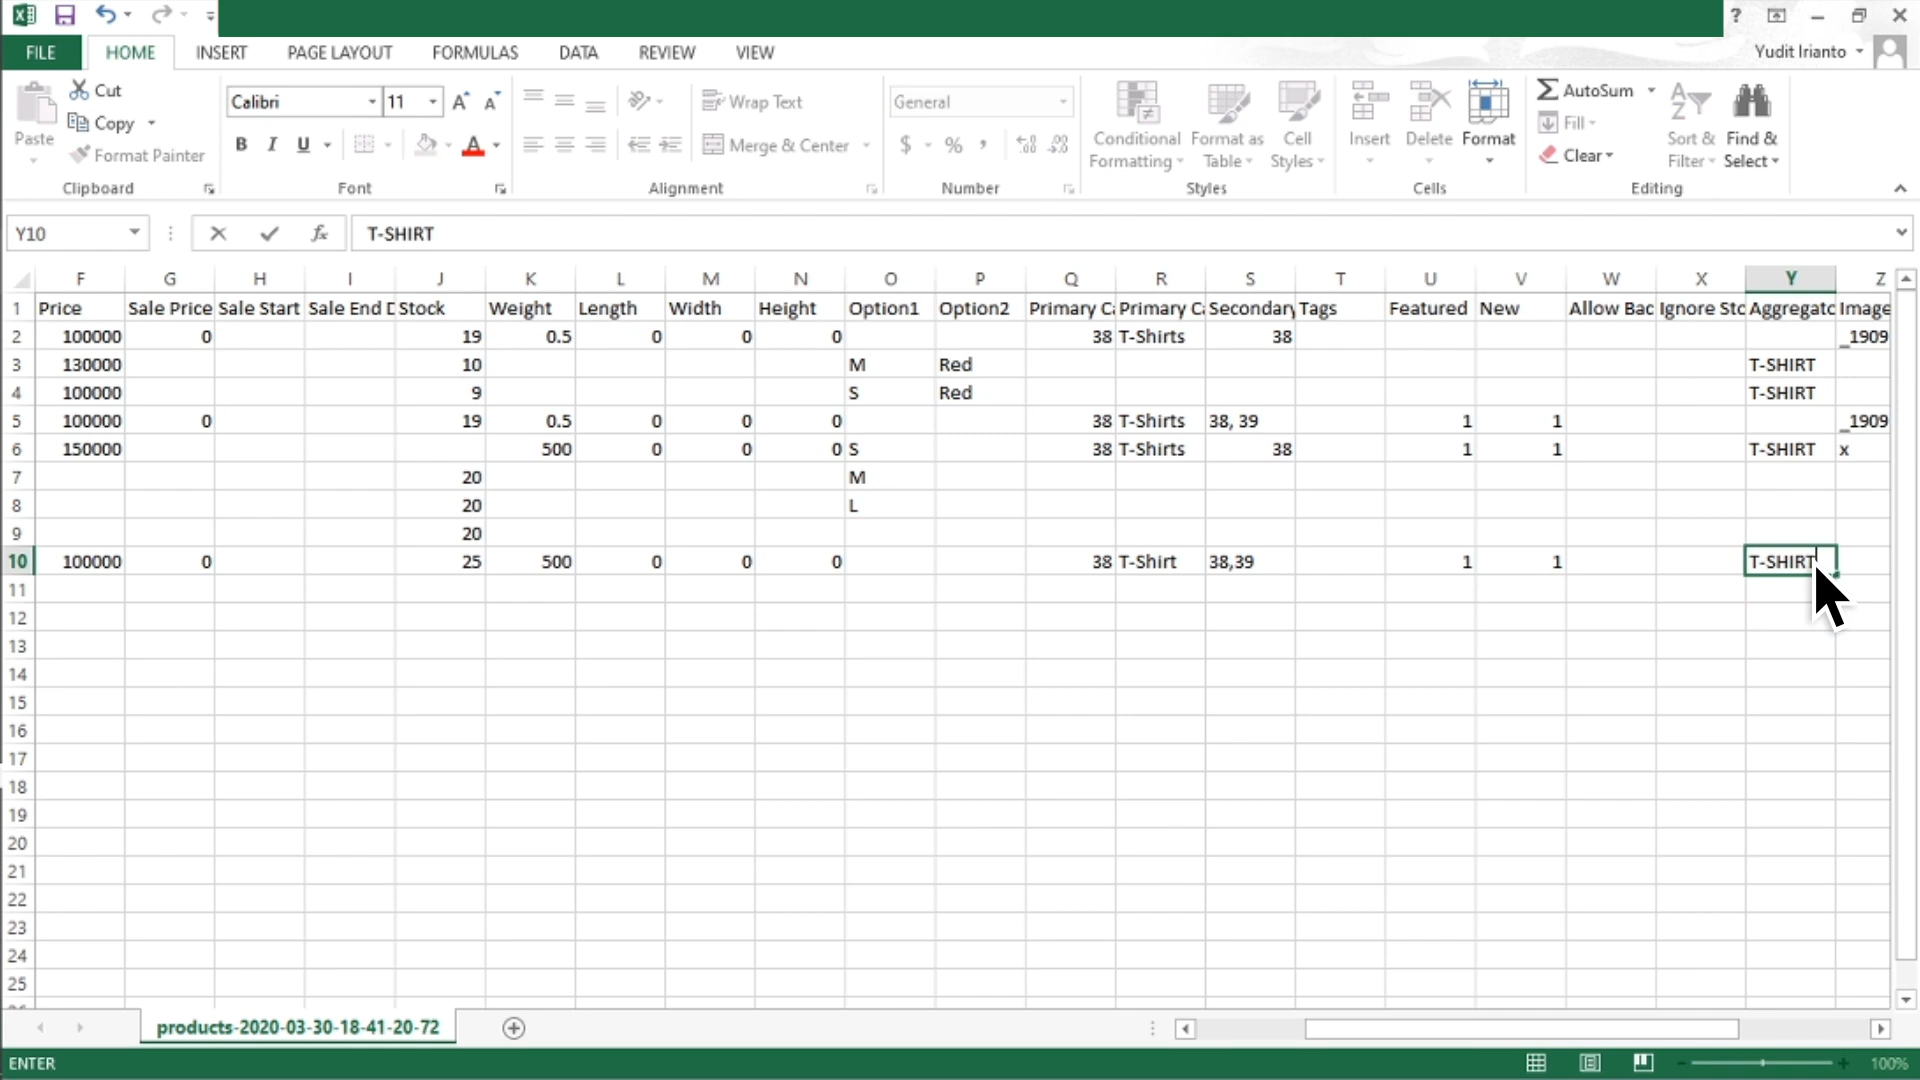 FILE HOME INSERT PAGE LAYOUT FORMULAS DATA REVIEW VIEW Yudit Irianto
Paste Cut Copy Format Painter Clipboard
Calibri 11 A A B I U A Font
Wrap Text Merge & Center Alignment
General $ % , Number
Conditional Formatting Format as Table Cell Styles Styles
Insert Delete Format Cells
AutoSum Fill Clear Sort & Filter Find & Select Editing
Y10 fx T-SHIRT
F G H I J K L M N O P Q R S T U V W X Y Z
1 Price Sale Price Sale Start Sale End D Stock Weight Length Width Height Option1 Option2 Primary Ca Primary Ca Secondary Tags Featured New Allow Bac Ignore Sto Aggregato Image
2 100000 0 19 0.5 0 0 0 38 T-Shirts 38 _1909
3 130000 10 M Red T-SHIRT
4 100000 9 S Red T-SHIRT
5 100000 0 19 0.5 0 0 0 38 T-Shirts 38, 39 1 1 _1909
6 150000 500 0 0 0 S 38 T-Shirts 38 1 1 T-SHIRT x
7 20 M
8 20 L
9 20
10 100000 0 25 500 0 0 0 38 T-Shirt 38,39 1 1 T-SHIRT
11
12
13
14
15
16
17
18
19
20
21
22
23
24
25
products-2020-03-30-18-41-20-72
ENTER 100%